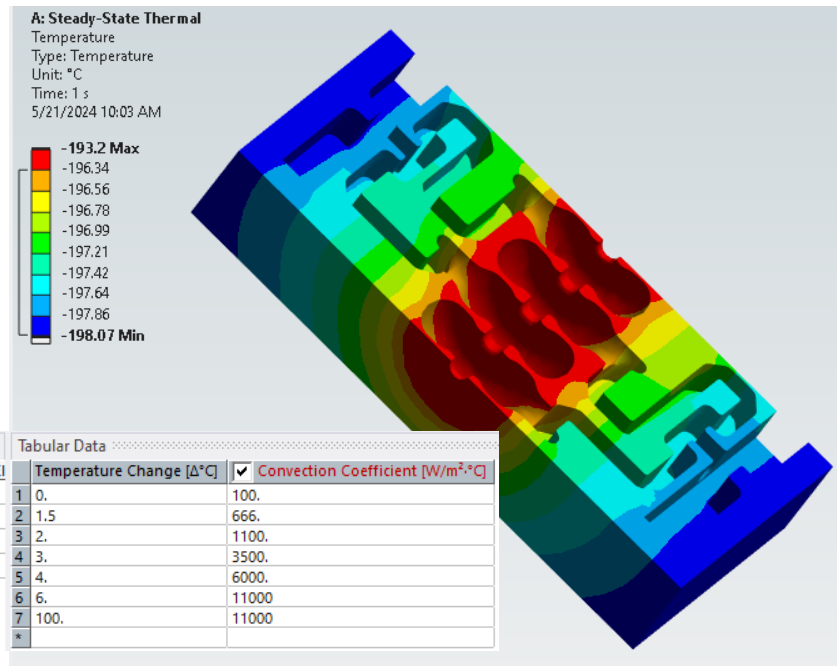 A: Steady-State Thermal
Temperature
Type: Temperature
Unit: °C
Time: 1 s
5/21/2024 10:03 AM
-193.2 Max
-196.34
-196.56
-196.78
-196.99
-197.21
-197.42
-197.64
-197.86
-198.07 Min
Tabular Data
Temperature Change [Δ°C] Convection Coefficient [W/m²·°C]
1 0. 100.
2 1.5 666.
3 2. 1100.
4 3. 3500.
5 4. 6000.
6 6. 11000
7 100. 11000
*